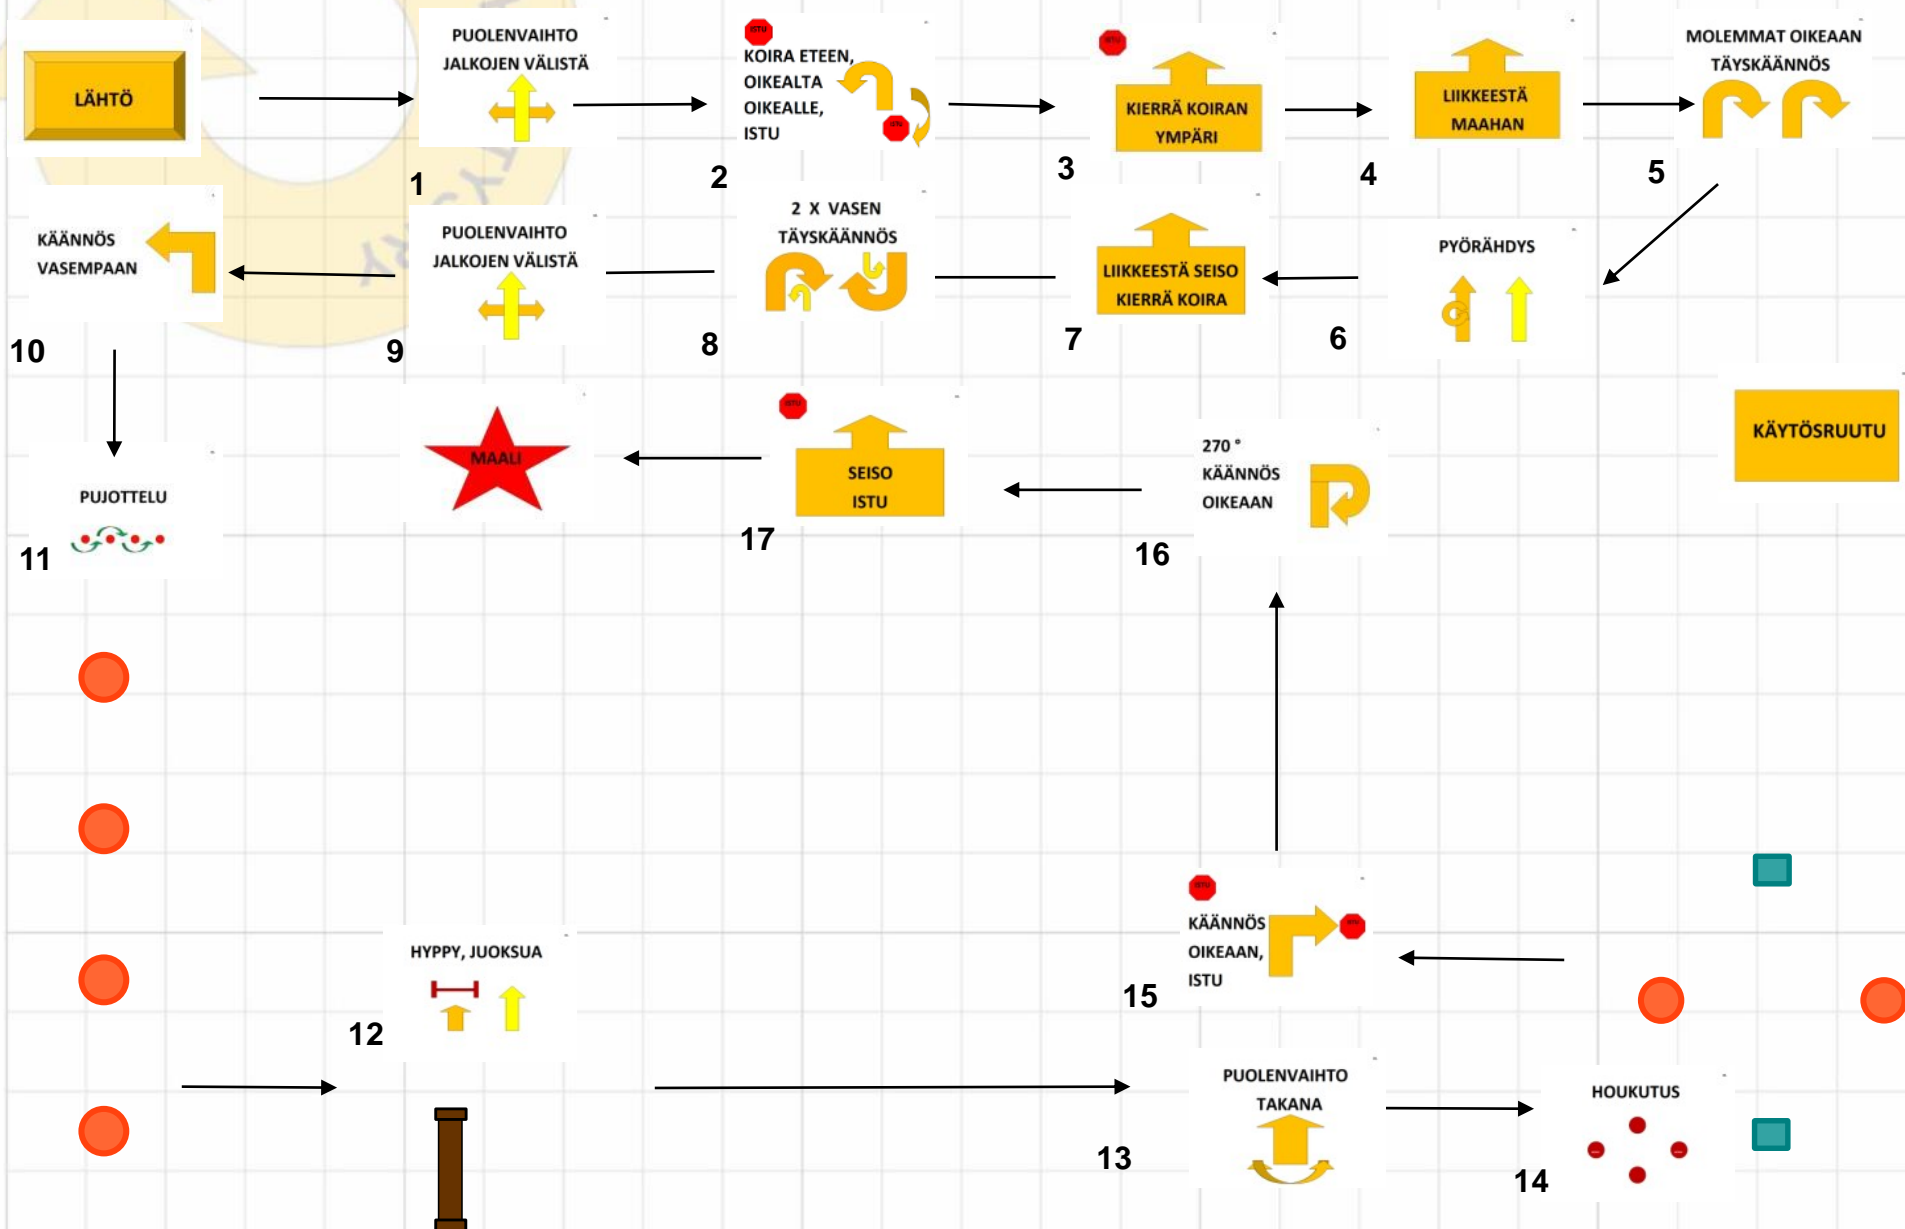 LÄHTÖ
PUOLENVAIHTO
JALKOJEN VÄLISTÄ
1
ISTU
KOIRA ETEEN,
OIKEALTA
OIKEALLE,
ISTU
2
ISTU
KIERRÄ KOIRAN
YMPÄRI
3
LIIKKEESTÄ
MAAHAN
4
MOLEMMAT OIKEAAN
TÄYSKÄÄNNÖS
5
PYÖRÄHDYS
6
LIIKKEESTÄ SEISO
KIERRÄ KOIRA
7
2 X VASEN
TÄYSKÄÄNNÖS
8
PUOLENVAIHTO
JALKOJEN VÄLISTÄ
9
KÄÄNNÖS
VASEMPAAN
10
PUJOTTELU
11
HYPPY, JUOKSUA
12
PUOLENVAIHTO
TAKANA
13
HOUKUTUS
14
ISTU
KÄÄNNÖS
OIKEAAN,
ISTU
15
270 °
KÄÄNNÖS
OIKEAAN
16
ISTU
SEISO
ISTU
17
MAALI
KÄYTÖSRUUTU